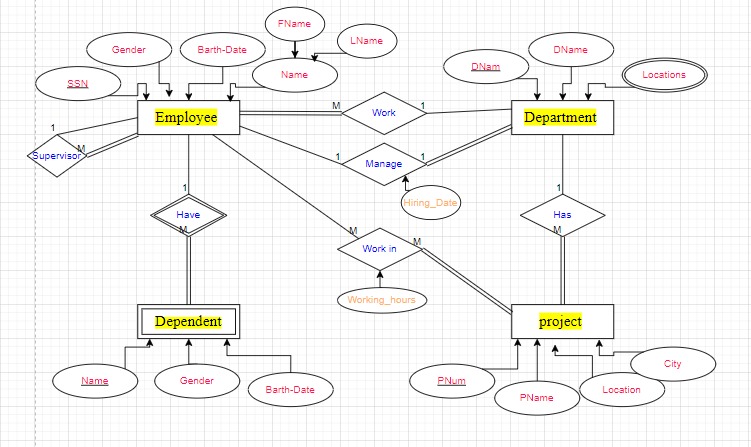 FName
LName
Gender
Barth-Date
DName
SSN
Name
DNam
Locations
M
1
Employee
Work
Department
1
M
Supervisor
1
1
Manage
1
1
Hiring_Date
Have
Has
M
M
M
M
Work in
Working_hours
Dependent
project
Name
Gender
Barth-Date
PNum
PName
Location
City